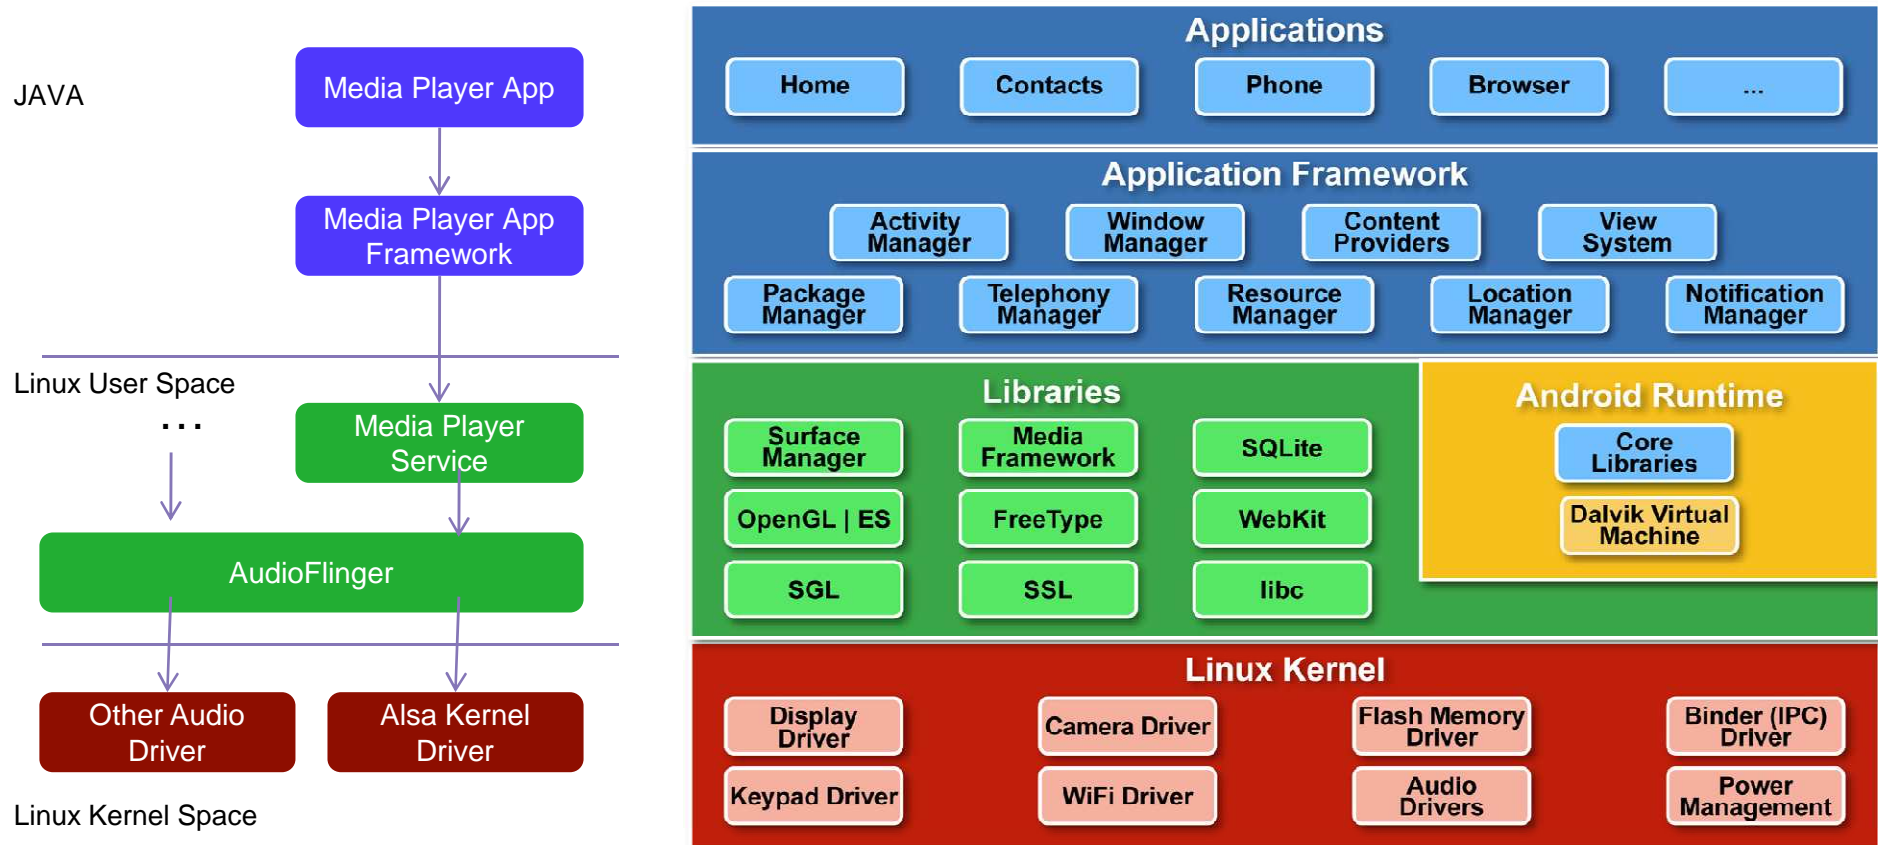 JAVA
Media Player App
Media Player App
Framework
Linux User Space
...
Media Player
Service
AudioFlinger
Other Audio
Driver
Alsa Kernel
Driver
Linux Kernel Space
Applications
Home
Contacts
Phone
Browser
...
Application Framework
Activity
Manager
Window
Manager
Content
Providers
View
System
Package
Manager
Telephony
Manager
Resource
Manager
Location
Manager
Notification
Manager
Libraries
Surface
Manager
Media
Framework
SQLite
OpenGL | ES
FreeType
WebKit
SGL
SSL
libc
Android Runtime
Core
Libraries
Dalvik Virtual
Machine
Linux Kernel
Display
Driver
Camera Driver
Flash Memory
Driver
Binder (IPC)
Driver
Keypad Driver
WiFi Driver
Audio
Drivers
Power
Management